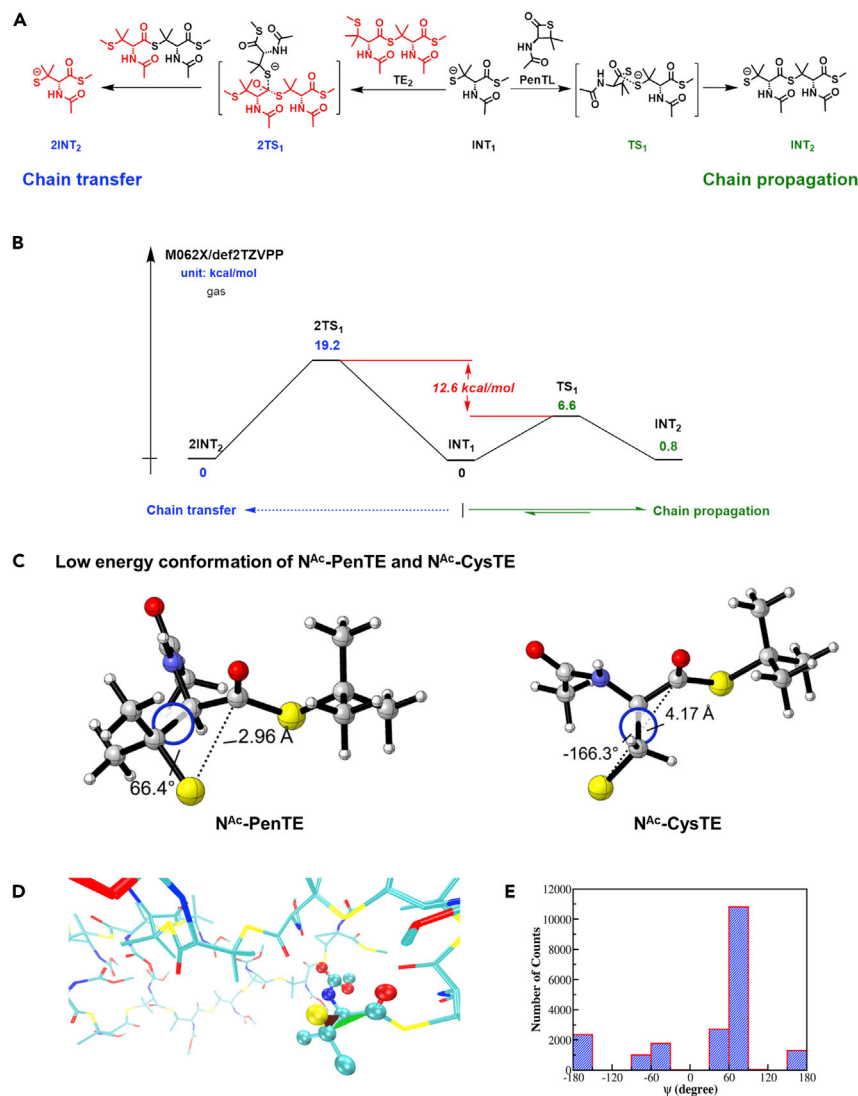 A
TE₂
PenTL
2INT₂
2TS₁
INT₁
TS₁
INT₂
Chain transfer
Chain propagation
B
M062X/def2TZVPP
unit: kcal/mol
gas
2TS₁
19.2
12.6 kcal/mol
TS₁
6.6
2INT₂
0
INT₁
0
INT₂
0.8
Chain transfer
Chain propagation
C Low energy conformation of Nᴬᶜ-PenTE and Nᴬᶜ-CysTE
2.96 Å
66.4°
4.17 Å
-166.3°
Nᴬᶜ-PenTE
Nᴬᶜ-CysTE
D
E
Number of Counts
12000
10000
8000
6000
4000
2000
0
-180 -120 -60 0 60 120 180
ψ (degree)